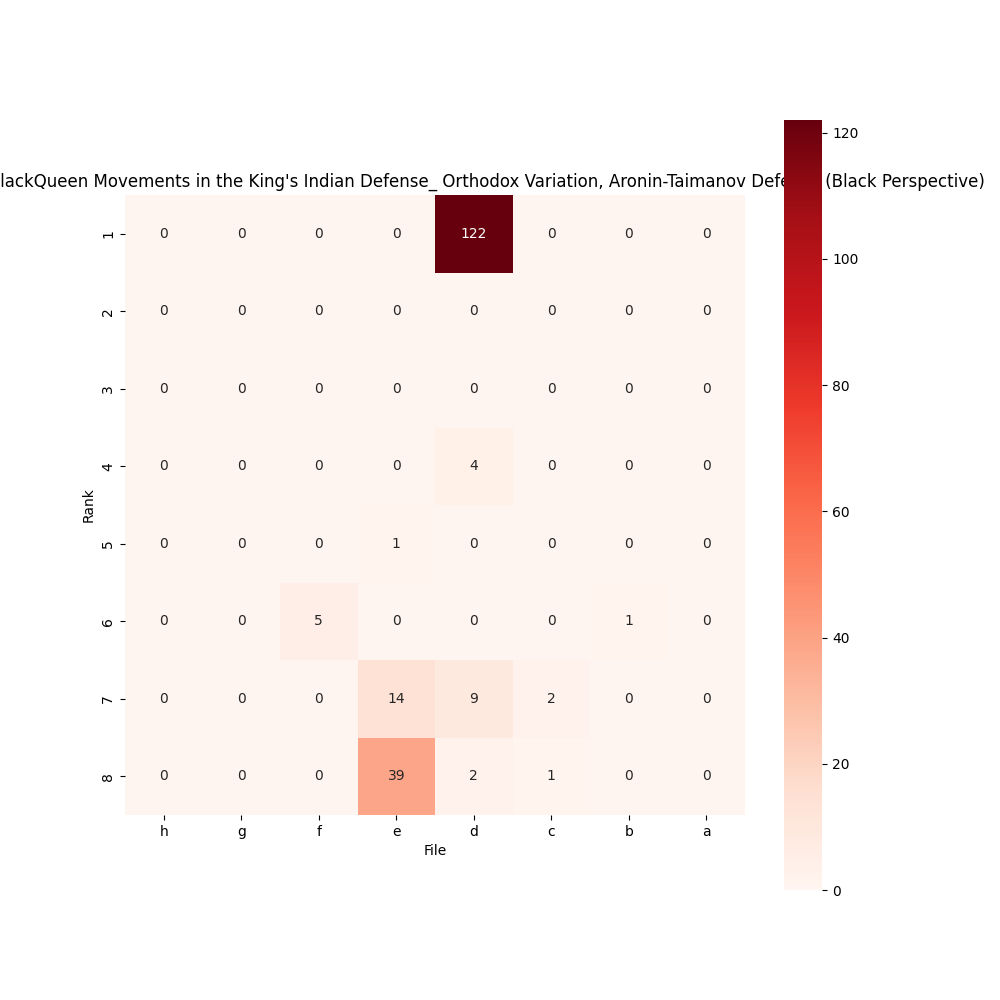 lackQueen Movements in the King's Indian Defense_ Orthodox Variation, Aronin-Taimanov Defe (Black Perspective)
Rank
1 0 0 0 0 122 0 0 0
2 0 0 0 0 0 0 0 0
3 0 0 0 0 0 0 0 0
4 0 0 0 0 4 0 0 0
5 0 0 0 1 0 0 0 0
6 0 0 5 0 0 0 1 0
7 0 0 0 14 9 2 0 0
8 0 0 0 39 2 1 0 0
h g f e d c b a
File
120
100
80
60
40
20
0